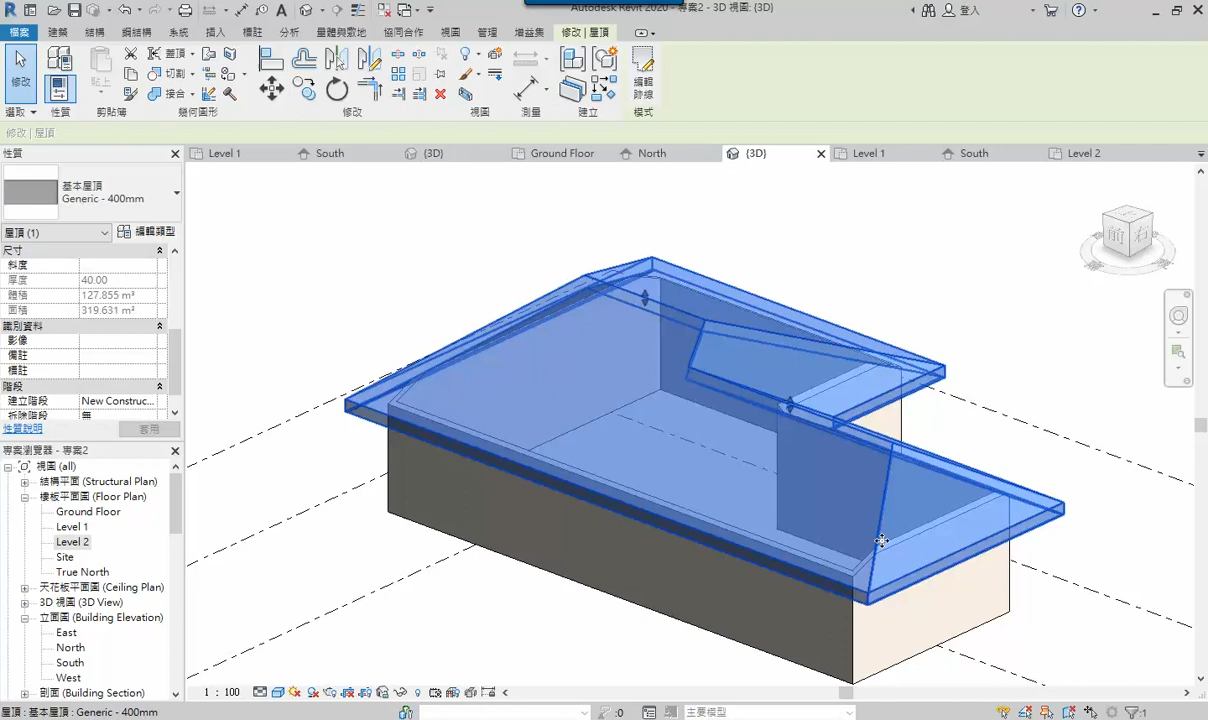 Autodesk Revit 2020 - 專案2 - 3D 視圖: {3D}
登入
檔案 建築 結構 鋼結構 系統 插入 標註 分析 量體與敷地 協同合作 視圖 管理 增益集 修改 | 屋頂
修改 貼上 蓋頂 切割 接合 編輯 跡線
選取 性質 剪貼簿 幾何圖形 修改 視圖 測量 建立 模式
修改 | 屋頂
性質
Level 1 South {3D} Ground Floor North {3D} Level 1 South Level 2
基本屋頂
Generic - 400mm
屋頂 (1) 編輯類型
尺寸
斜度
厚度 40.00
體積 127.855 m³
面積 319.631 m²
識別資料
影像
備註
標註
階段
建立階段 New Construc...
拆除階段 無
性質說明 套用
專案瀏覽器 - 專案2
視圖 (all)
結構平面 (Structural Plan)
樓板平面圖 (Floor Plan)
Ground Floor
Level 1
Level 2
Site
True North
天花板平面圖 (Ceiling Plan)
3D 視圖 (3D View)
立面圖 (Building Elevation)
East
North
South
West
剖面 (Building Section)
前 右
1 : 100
屋頂 : 基本屋頂 : Generic - 400mm
:0
主要模型
:1